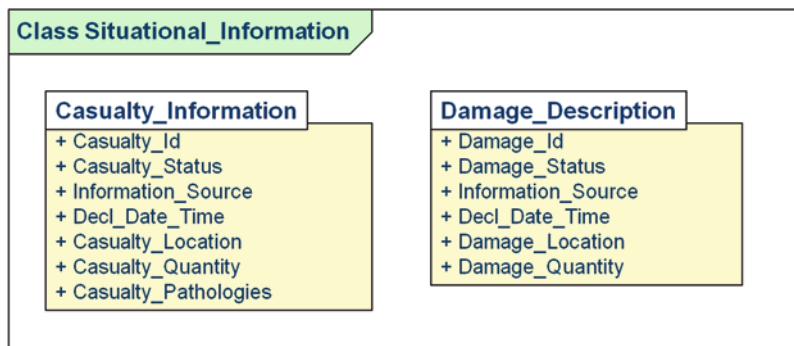 Class Situational_Information
Casualty_Information
+ Casualty_Id
+ Casualty_Status
+ Information_Source
+ Decl_Date_Time
+ Casualty_Location
+ Casualty_Quantity
+ Casualty_Pathologies
Damage_Description
+ Damage_Id
+ Damage_Status
+ Information_Source
+ Decl_Date_Time
+ Damage_Location
+ Damage_Quantity